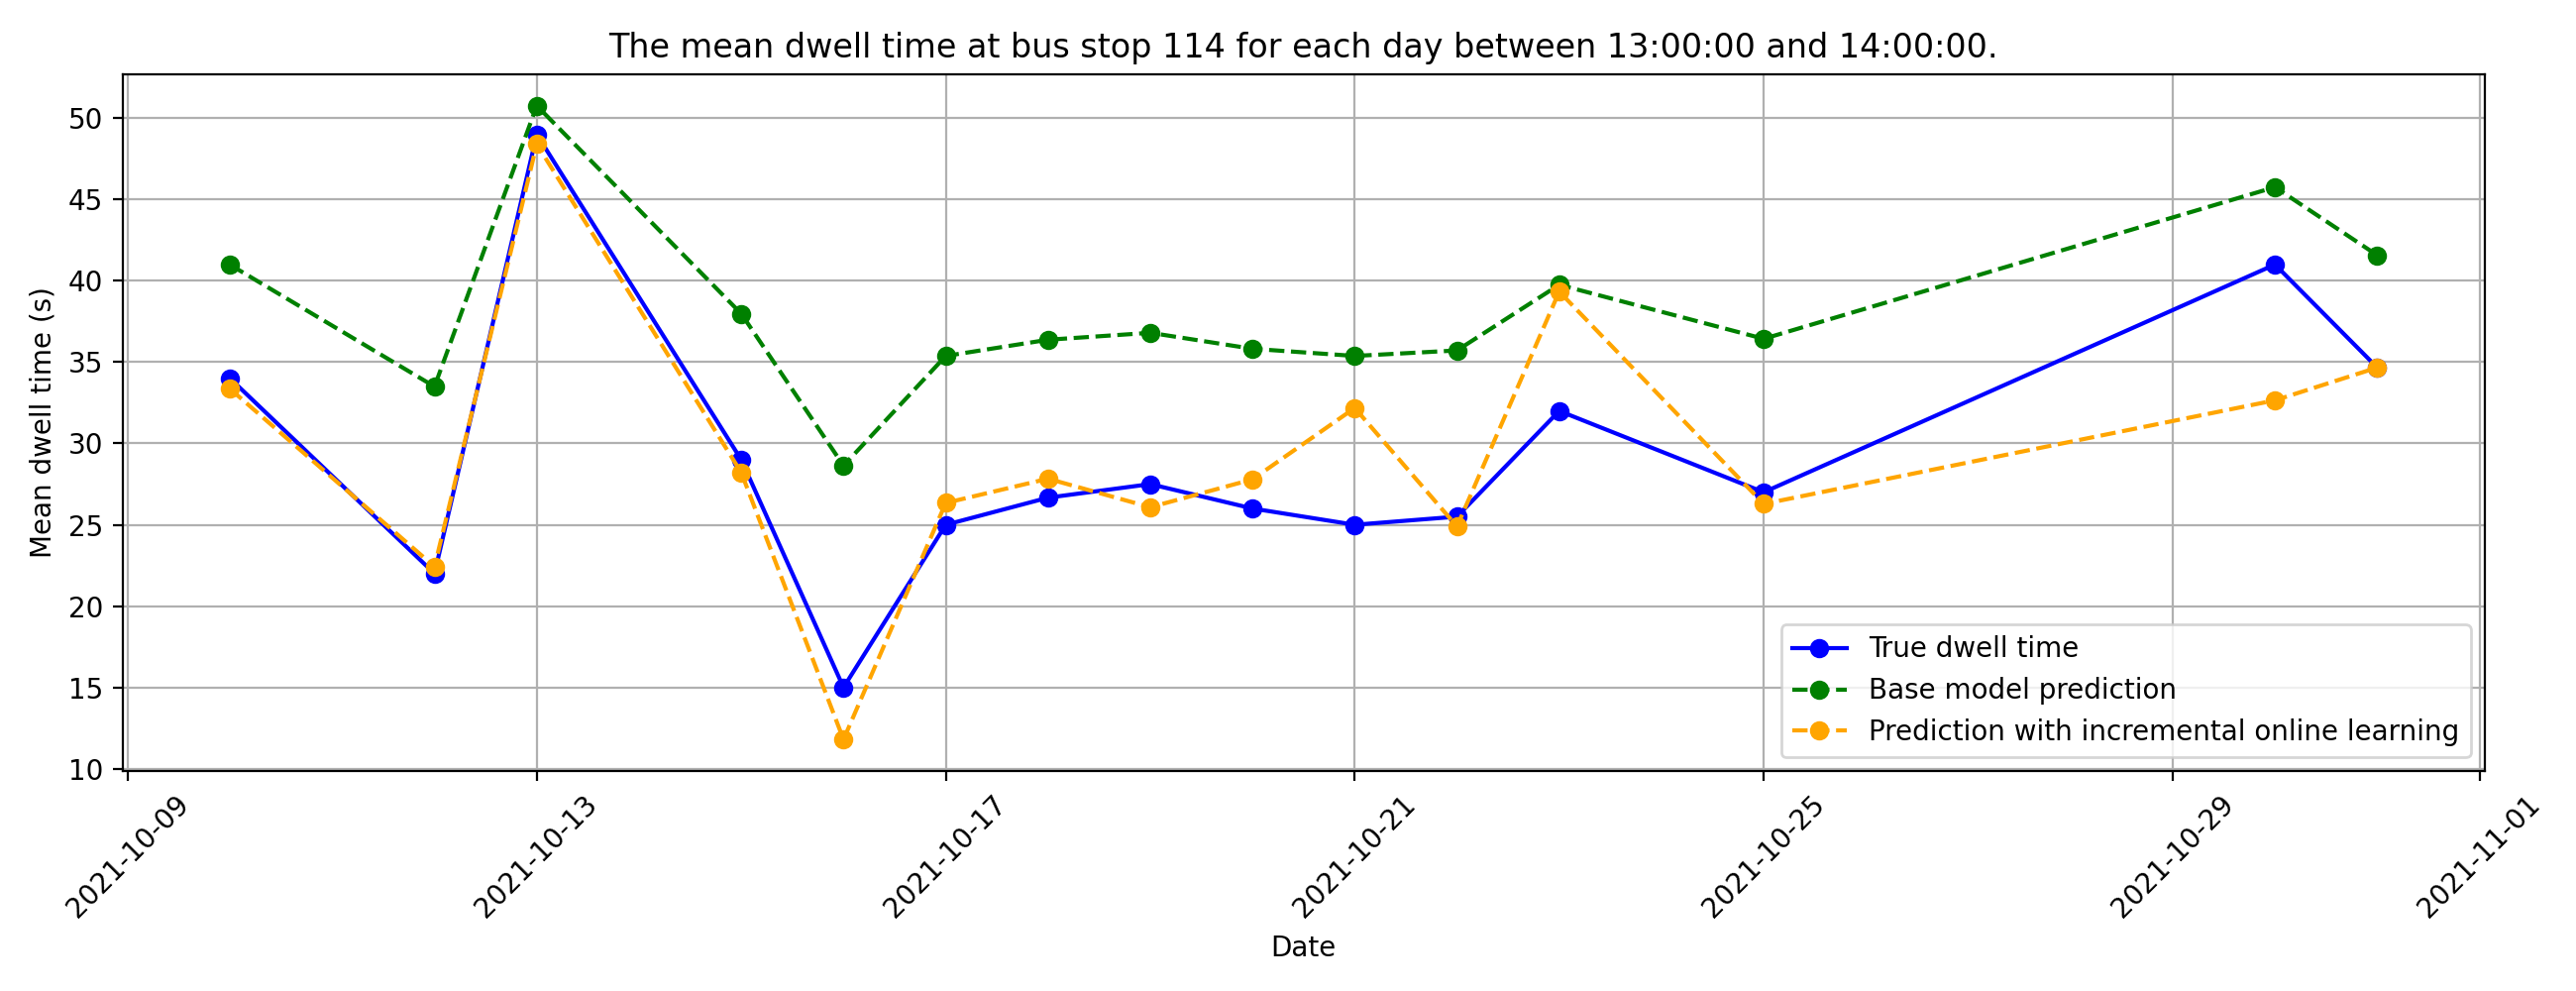 The mean dwell time at bus stop 114 for each day between 13:00:00 and 14:00:00.
Mean dwell time (s)
50
45
40
35
30
25
20
15
10
True dwell time
Base model prediction
Prediction with incremental online learning
2021-10-09
2021-10-13
2021-10-17
2021-10-21
2021-10-25
2021-10-29
2021-11-01
Date